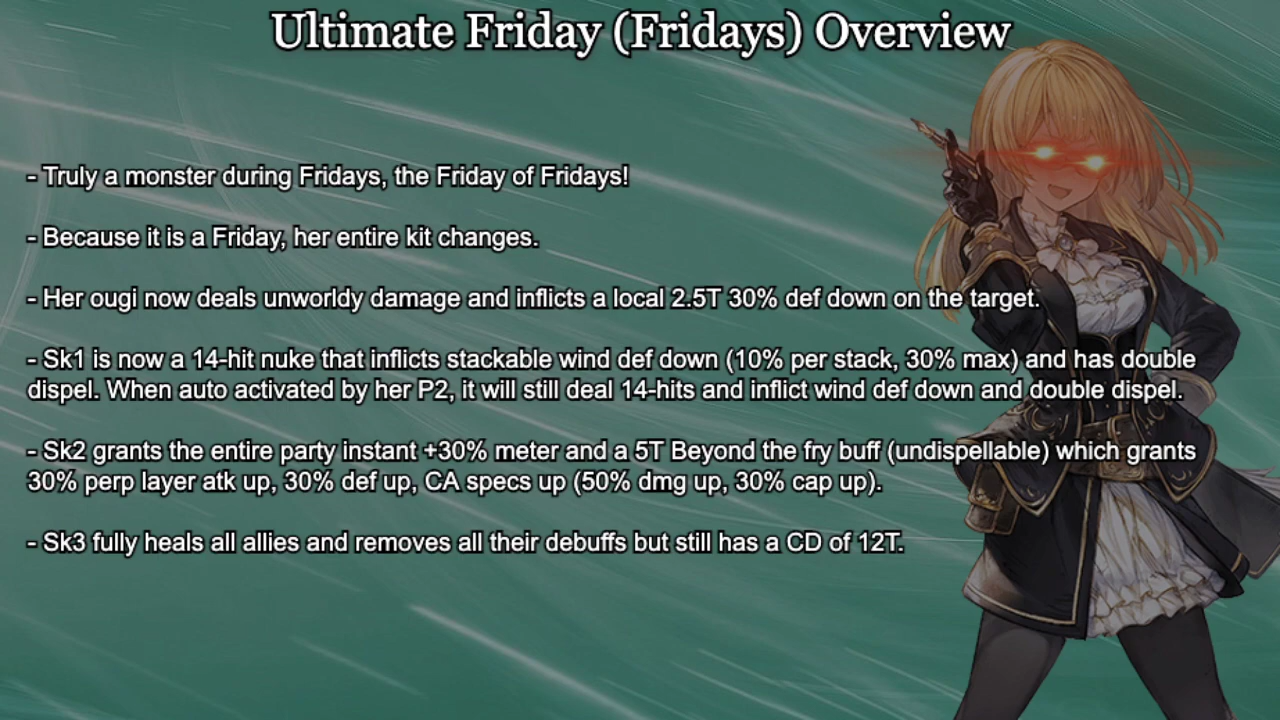 Ultimate Friday (Fridays) Overview
- Truly a monster during Fridays, the Friday of Fridays!
- Because it is a Friday, her entire kit changes.
- Her ougi now deals unworldy damage and inflicts a local 2.5T 30% def down on the target.
- Sk1 is now a 14-hit nuke that inflicts stackable wind def down (10% per stack, 30% max) and has double
dispel. When auto activated by her P2, it will still deal 14-hits and inflict wind def down and double dispel.
- Sk2 grants the entire party instant +30% meter and a 5T Beyond the fry buff (undispellable) which grants
30% perp layer atk up, 30% def up, CA specs up (50% dmg up, 30% cap up).
- Sk3 fully heals all allies and removes all their debuffs but still has a CD of 12T.